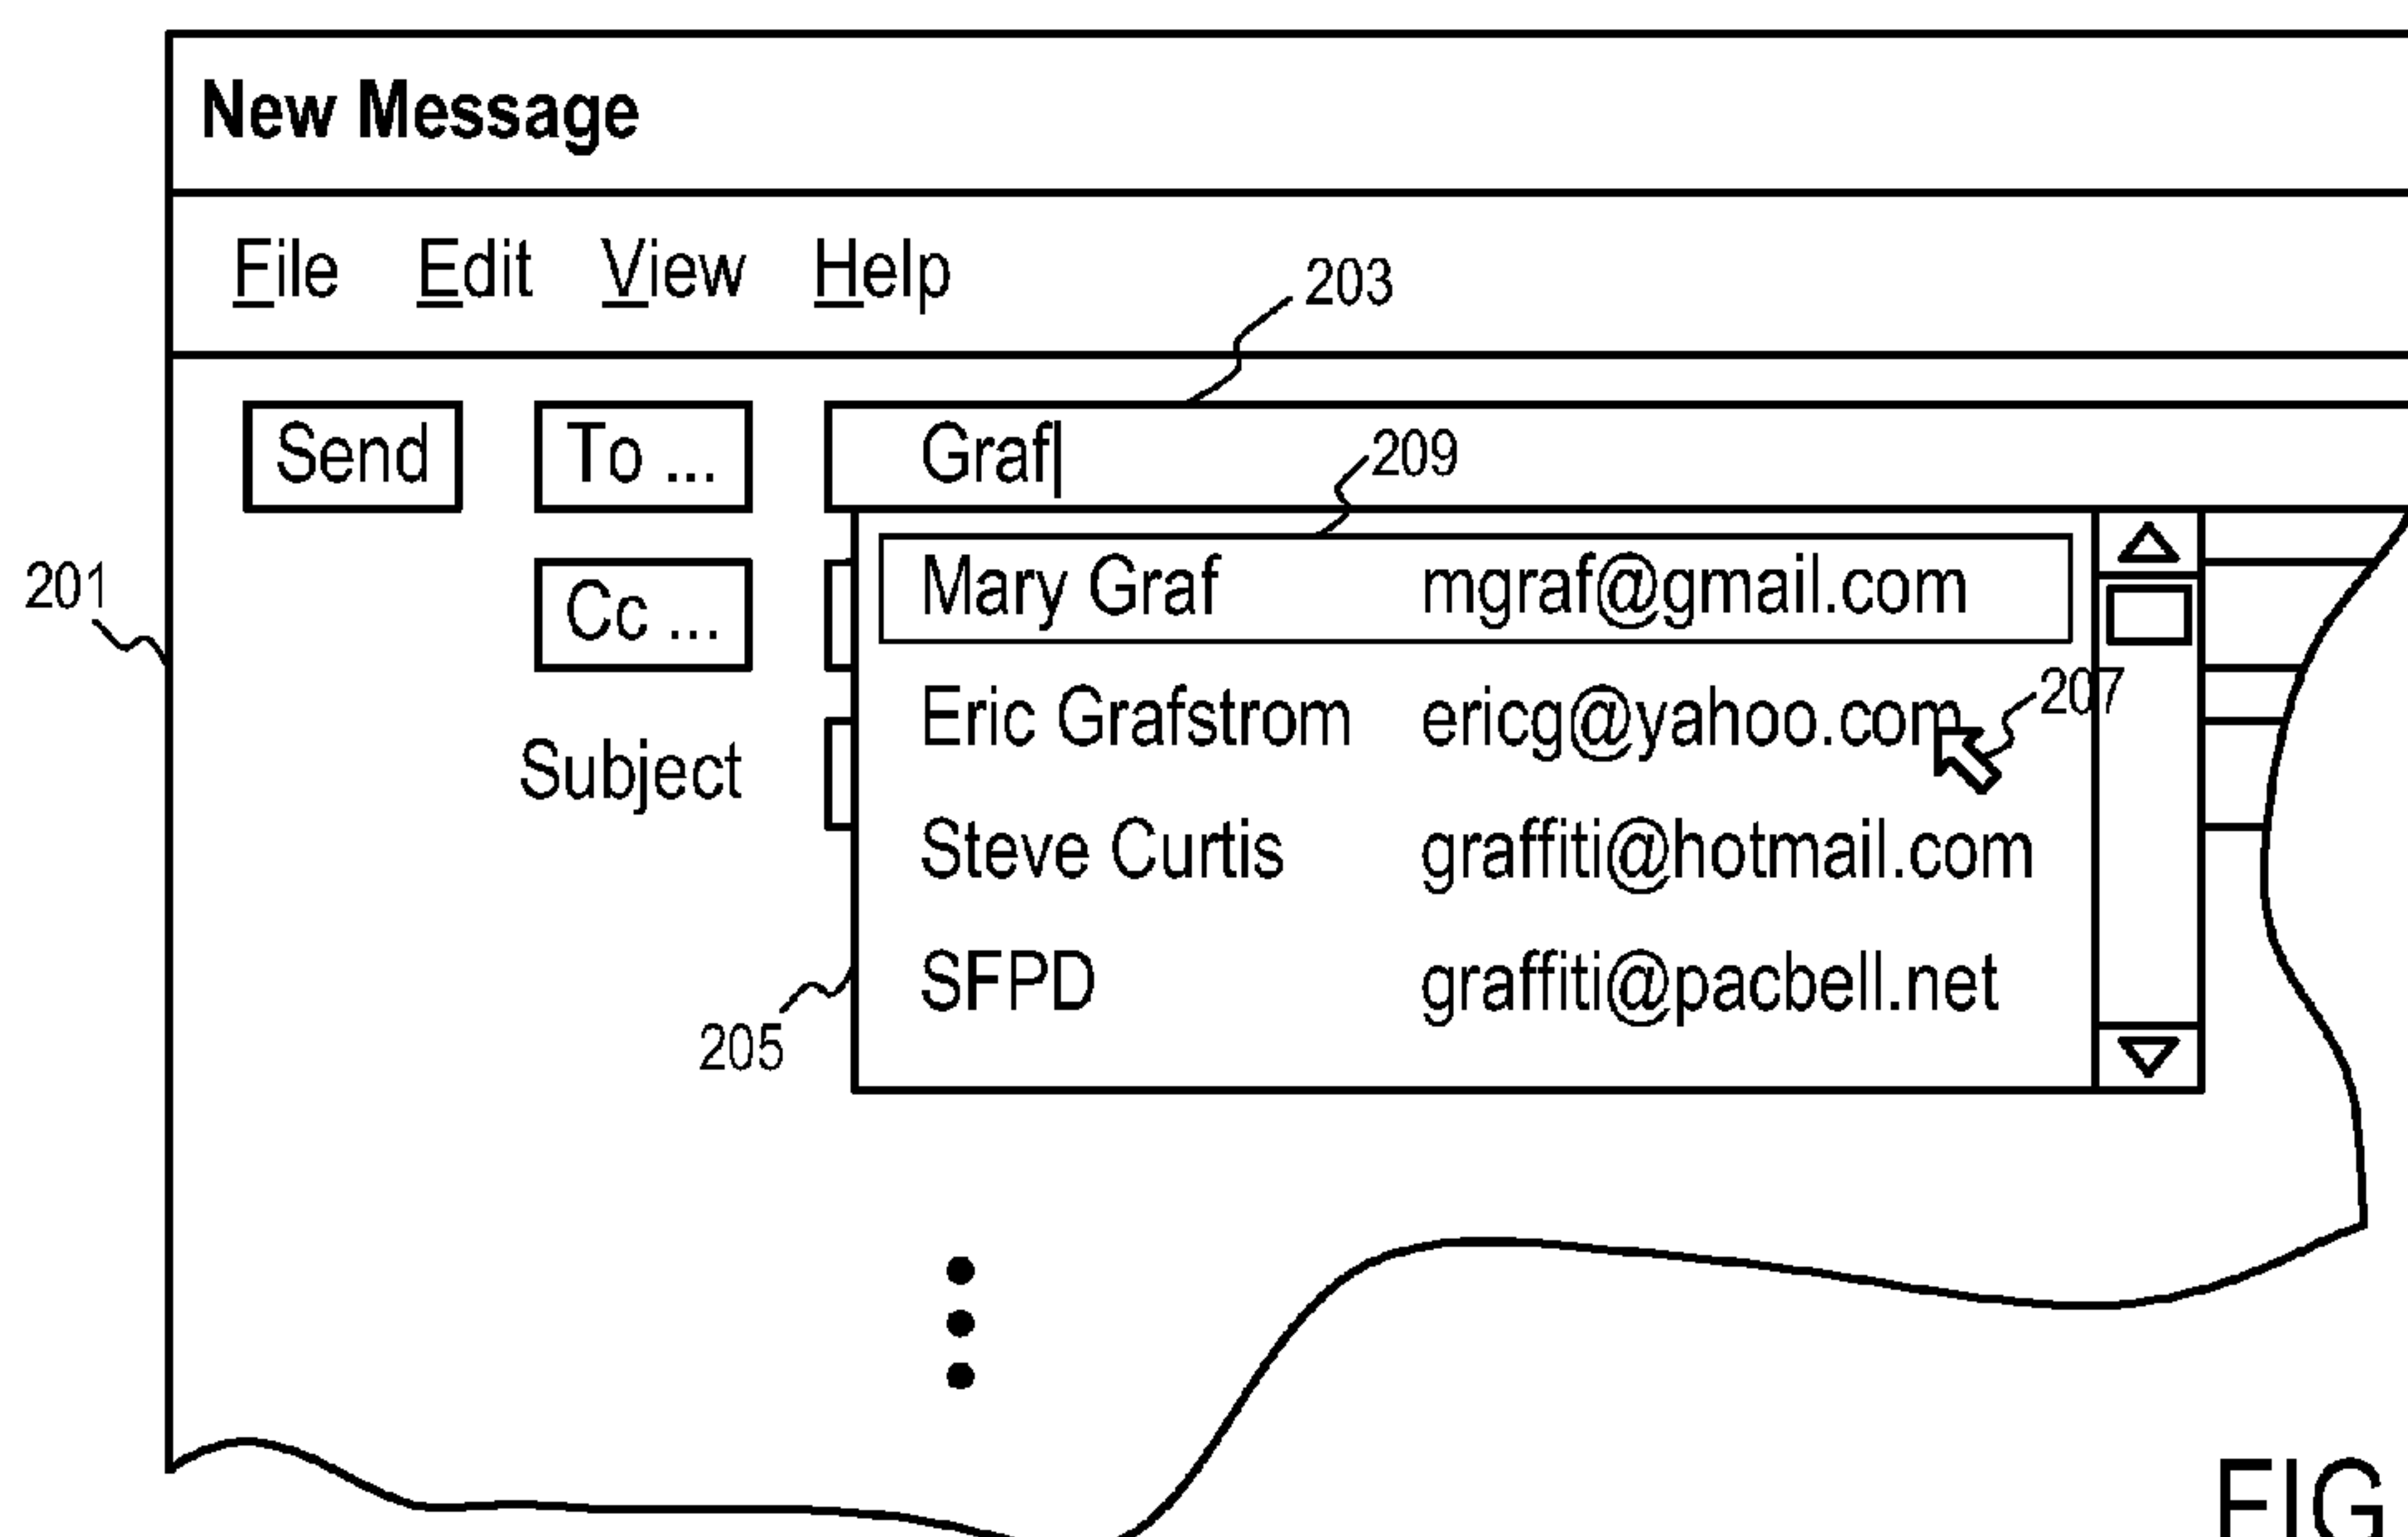 New Message
File Edit View Help
203
Send To ... Graf
209
201
Cc ... Mary Graf mgraf@gmail.com
Eric Grafstrom ericg@yahoo.com
207
Subject
Steve Curtis graffiti@hotmail.com
SFPD graffiti@pacbell.net
205
FIG